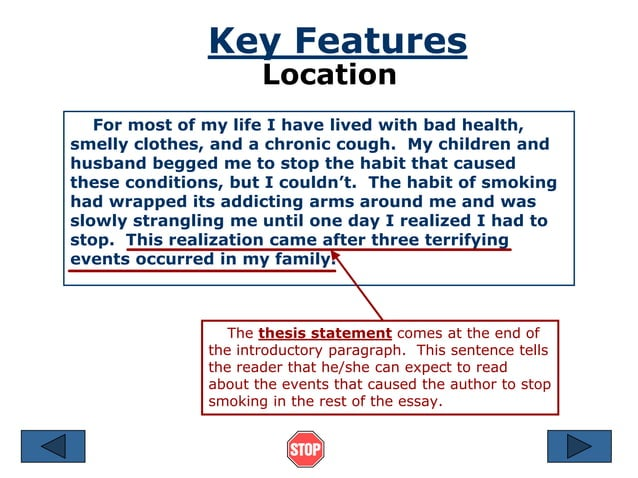 Key Features
Location
For most of my life I have lived with bad health,
smelly clothes, and a chronic cough.  My children and
husband begged me to stop the habit that caused
these conditions, but I couldn’t.  The habit of smoking
had wrapped its addicting arms around me and was
slowly strangling me until one day I realized I had to
stop.  This realization came after three terrifying
events occurred in my family.
The thesis statement comes at the end of
the introductory paragraph.  This sentence tells
the reader that he/she can expect to read
about the events that caused the author to stop
smoking in the rest of the essay.
STOP